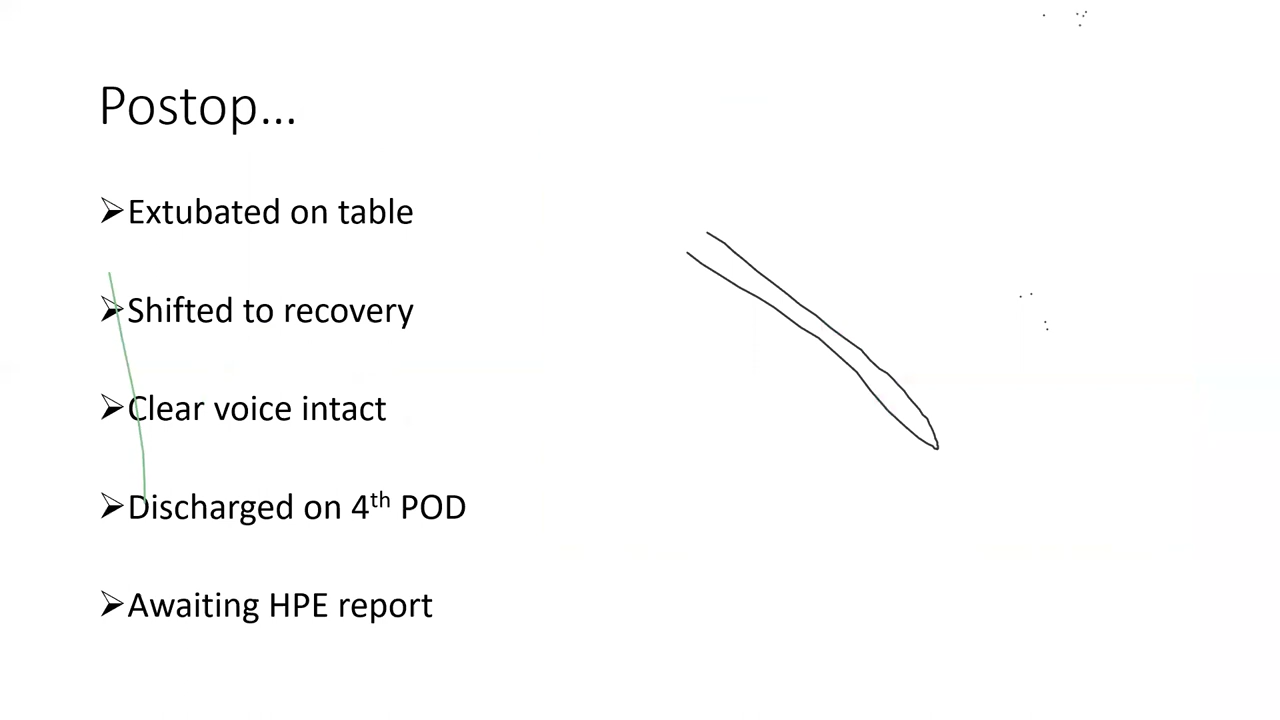 Postop...
➢Extubated on table
➢Shifted to recovery
➢Clear voice intact
➢Discharged on 4th POD
➢Awaiting HPE report